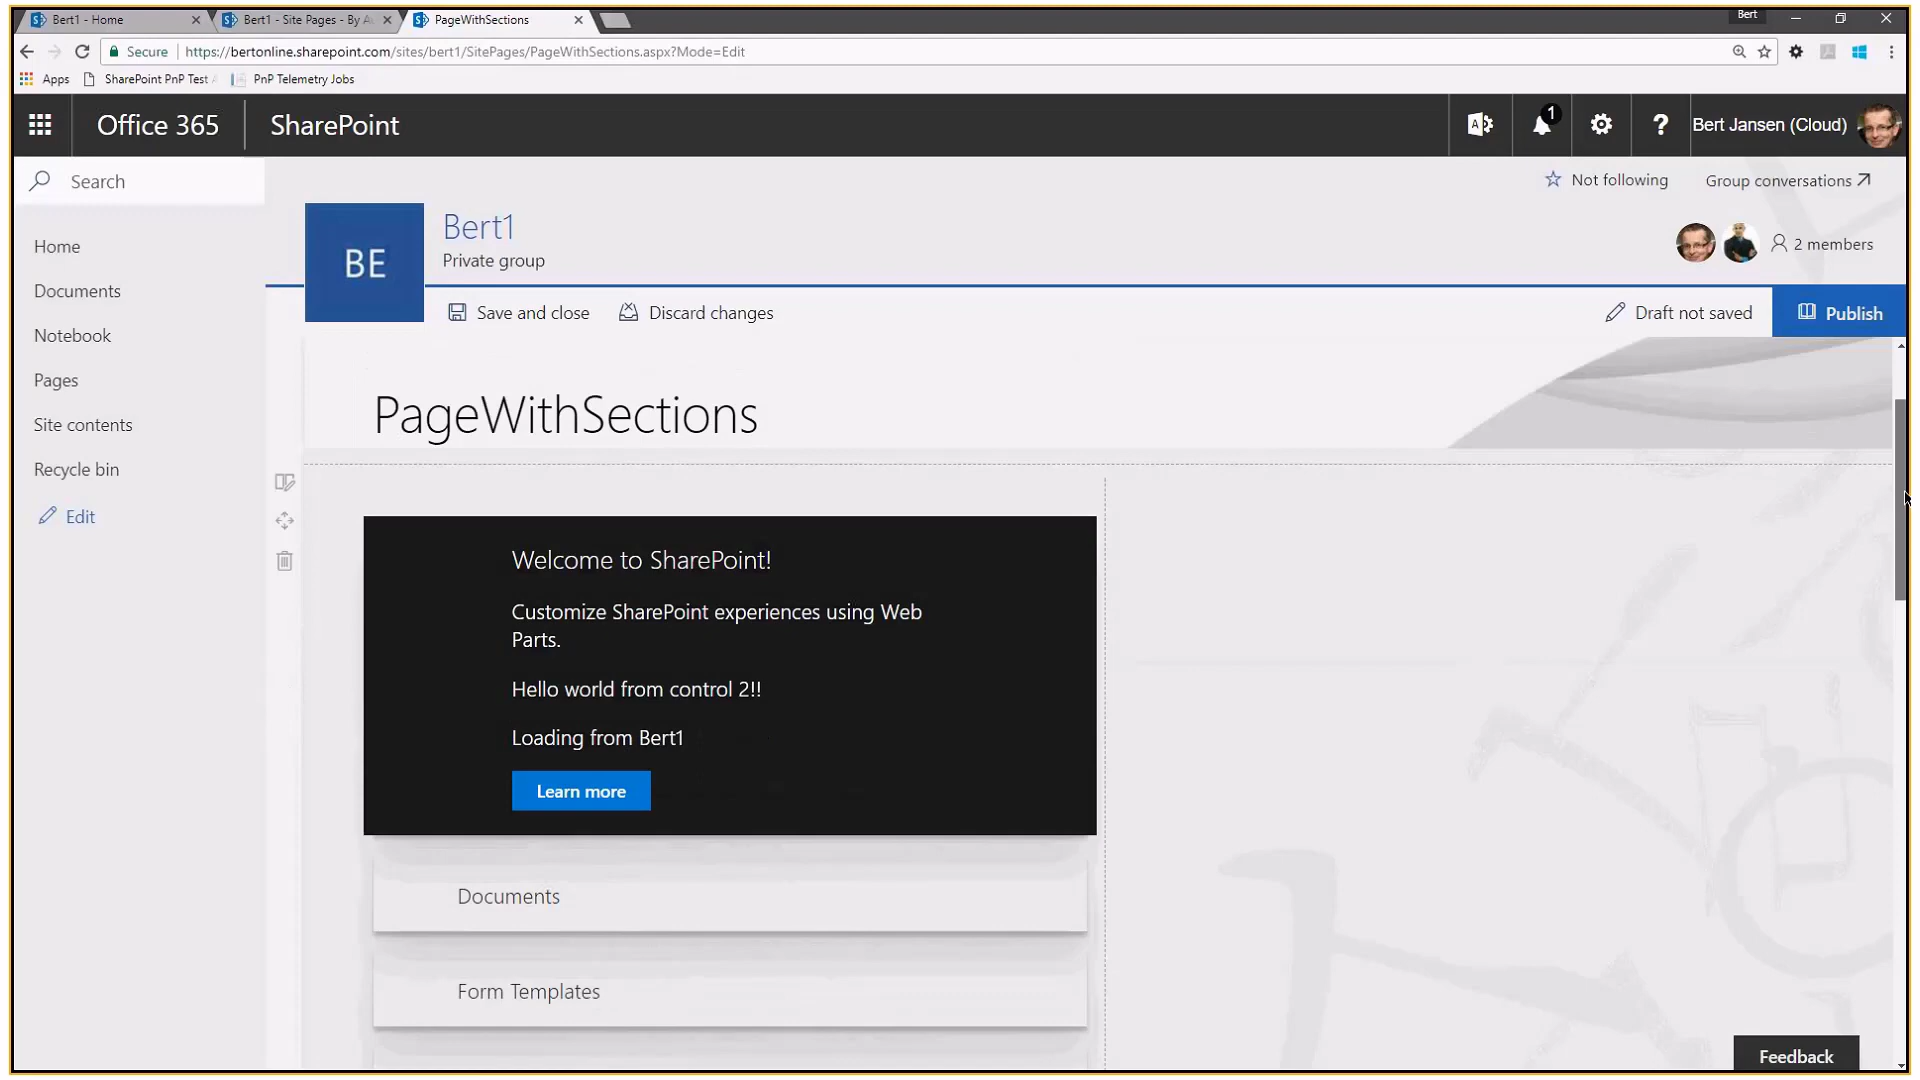 Bert1 - Home
Bert1 - Site Pages - By A
PageWithSections
Bert
Secure https://bertonline.sharepoint.com/sites/bert1/SitePages/PageWithSections.aspx?Mode=Edit
Apps SharePoint PnP Test PnP Telemetry Jobs
Office 365 SharePoint
A
1
?
Bert Jansen (Cloud)
Search
Not following
Group conversations
BE
Bert1
Private group
2 members
Home
Documents
Notebook
Pages
Site contents
Recycle bin
Edit
Save and close Discard changes
Draft not saved
Publish
PageWithSections
Welcome to SharePoint!
Customize SharePoint experiences using Web
Parts.
Hello world from control 2!!
Loading from Bert1
Learn more
Documents
Form Templates
Feedback